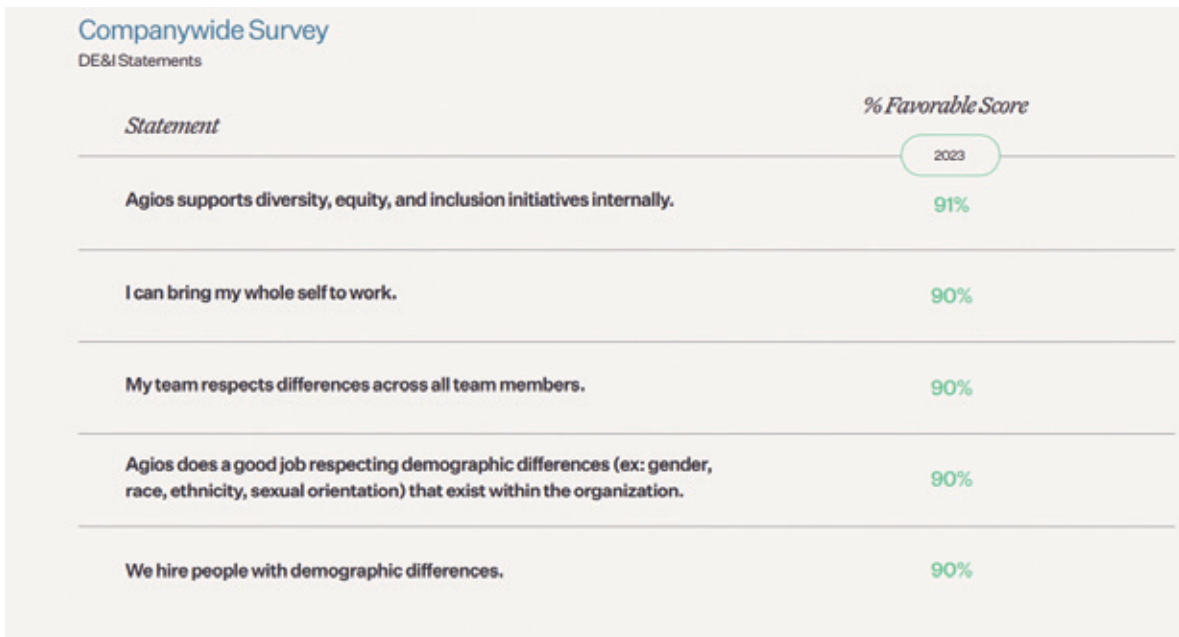 Companywide Survey
DE&I Statements
Statement
% Favorable Score
2023
Agios supports diversity, equity, and inclusion initiatives internally.
91%
I can bring my whole self to work.
90%
My team respects differences across all team members.
90%
Agios does a good job respecting demographic differences (ex: gender,
race, ethnicity, sexual orientation) that exist within the organization.
90%
We hire people with demographic differences.
90%